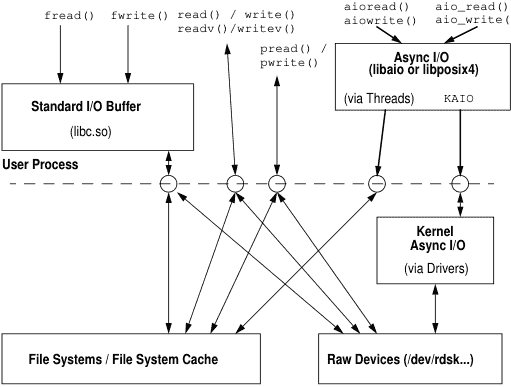 fread()
fwrite()
read() / write()
readv()/writev()
pread() /
pwrite()
aioread()
aiowrite()
aio_read()
aio_write()
Standard I/O Buffer
(libc.so)
Async I/O
(libaio or libposix4)
(via Threads)
KAIO
User Process
Kernel
Async I/O
(via Drivers)
File Systems / File System Cache
Raw Devices (/dev/rdsk...)